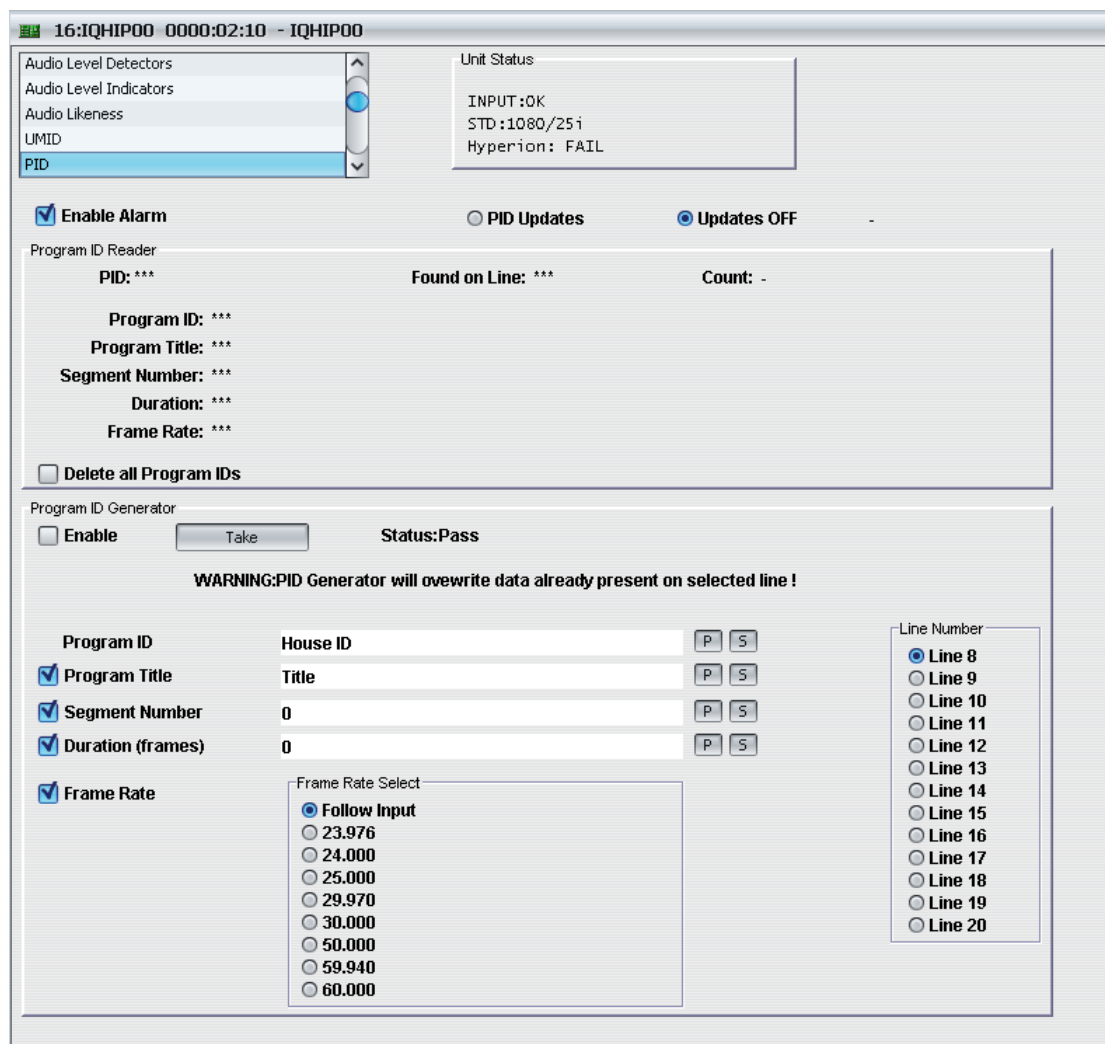 16:IQHIP00 0000:02:10 - IQHIP00
Audio Level Detectors
Audio Level Indicators
Audio Likeness
UMID
PID
Unit Status
INPUT:OK
STD:1080/25i
Hyperion: FAIL
Enable Alarm
PID Updates
Updates OFF
-
Program ID Reader
PID: ***
Found on Line: ***
Count: -
Program ID: ***
Program Title: ***
Segment Number: ***
Duration: ***
Frame Rate: ***
Delete all Program IDs
Program ID Generator
Enable
Take
Status:Pass
WARNING:PID Generator will ovewrite data already present on selected line !
Program ID
House ID
P
S
Program Title
Title
P
S
Segment Number
0
P
S
Duration (frames)
0
P
S
Frame Rate
Frame Rate Select
Follow Input
23.976
24.000
25.000
29.970
30.000
50.000
59.940
60.000
Line Number
Line 8
Line 9
Line 10
Line 11
Line 12
Line 13
Line 14
Line 15
Line 16
Line 17
Line 18
Line 19
Line 20